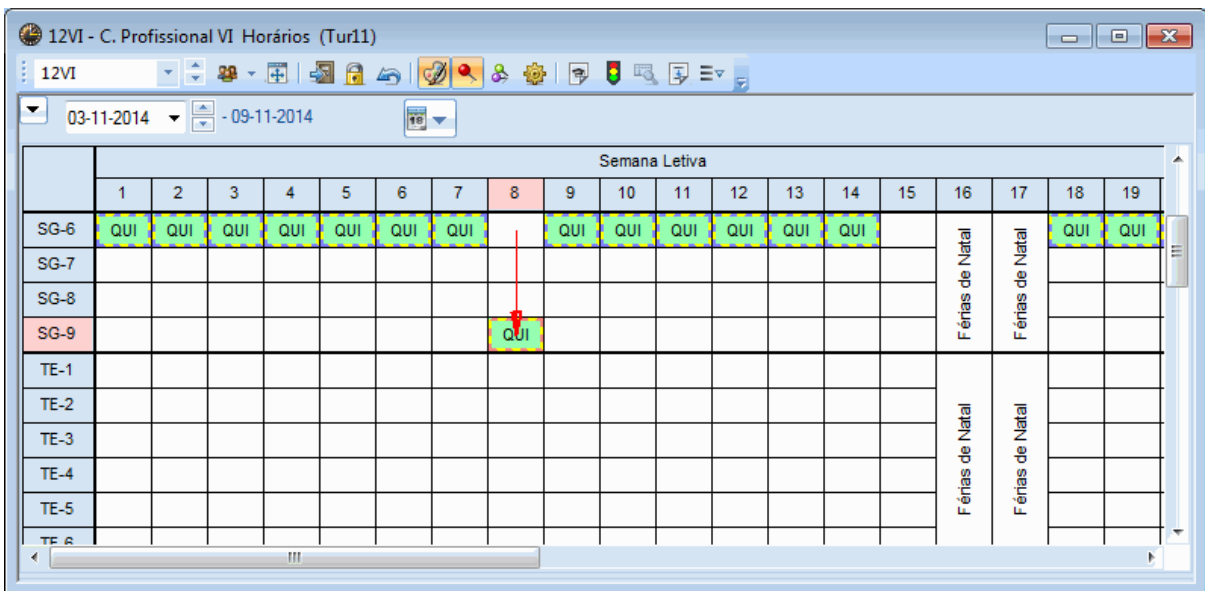 12VI - C. Profissional VI Horários (Tur11)
12VI
03-11-2014 - 09-11-2014
18
Semana Letiva
1 2 3 4 5 6 7 8 9 10 11 12 13 14 15 16 17 18 19
SG-6 QUI QUI QUI QUI QUI QUI QUI QUI QUI QUI QUI QUI QUI QUI QUI
SG-7
SG-8
SG-9 QUI
Férias de Natal Férias de Natal
TE-1
TE-2
TE-3
TE-4
TE-5
TE-6
Férias de Natal Férias de Natal